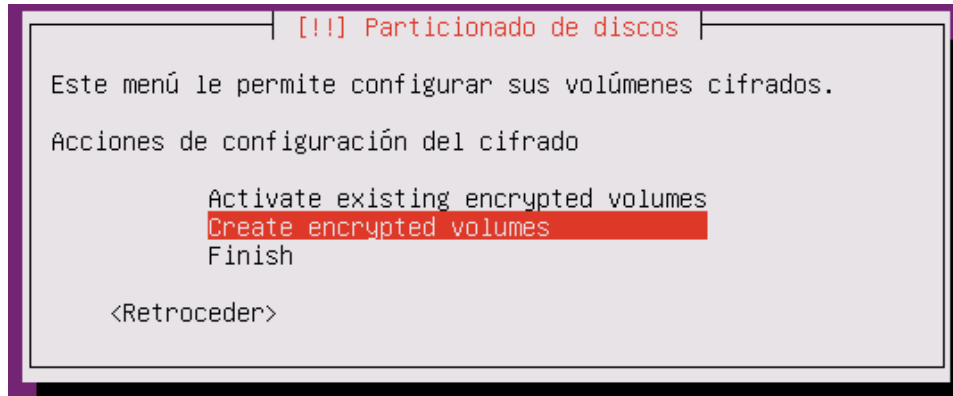 [!!] Particionado de discos
Este menú le permite configurar sus volúmenes cifrados.
Acciones de configuración del cifrado
Activate existing encrypted volumes
Create encrypted volumes
Finish
<Retroceder>